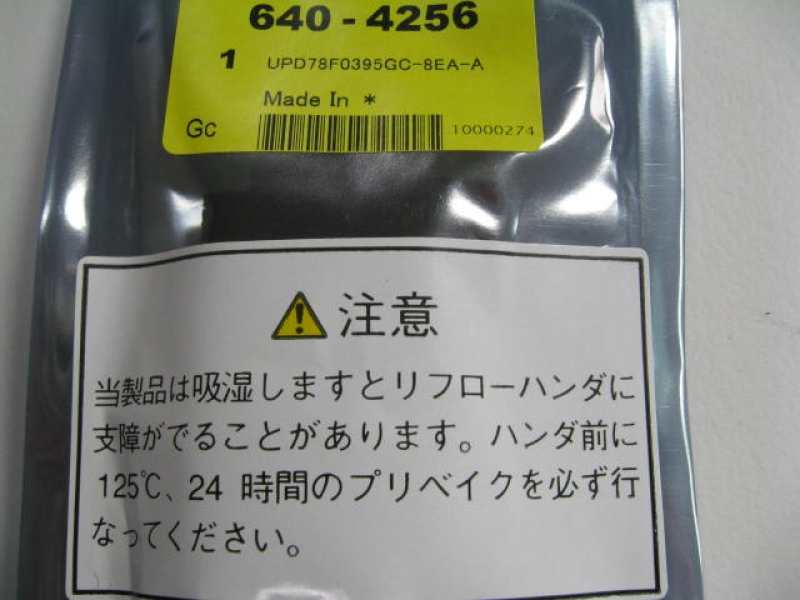 640-4256
1 UPD78F0395GC-8EA-A
Made In *
Gc 10000274
注意
当製品は吸湿しますとリフローハンダに
支障がでることがあります。ハンダ前に
125℃、24 時間のプリベイクを必ず行
なってください。